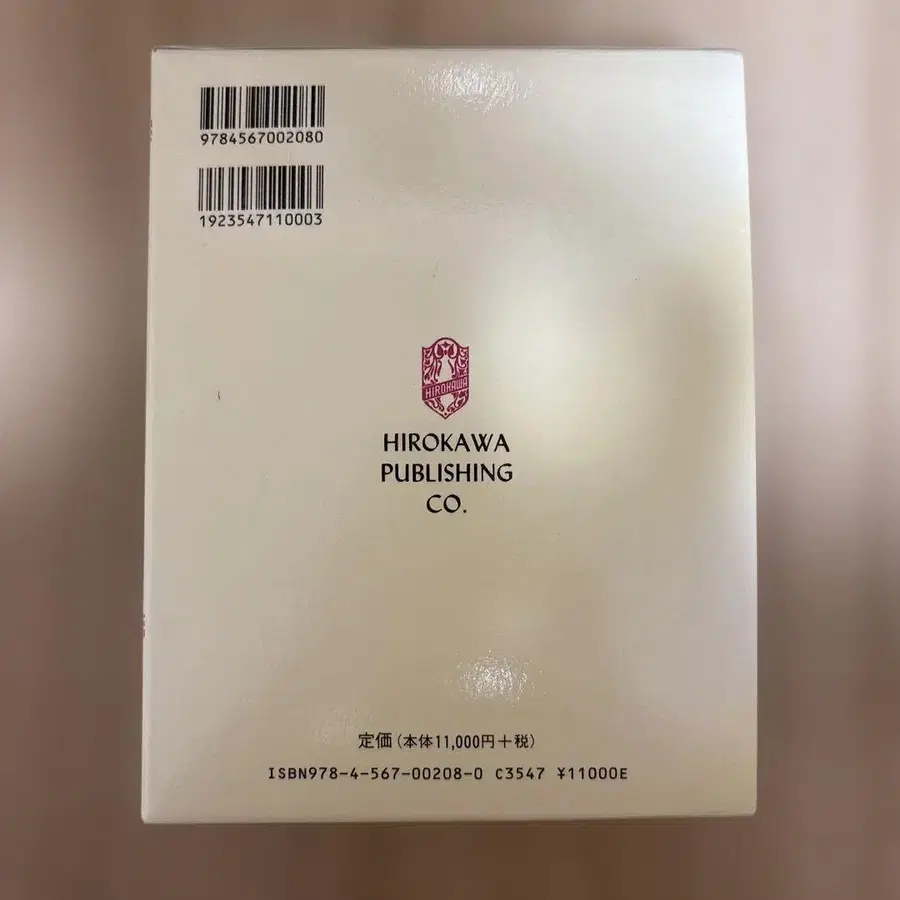 9784567002080
1923547110003
HIROKAWA
HIROKAWA
PUBLISHING
CO.
定価(本体11,000円+税)
ISBN978-4-567-00208-0 C3547 ¥11000E